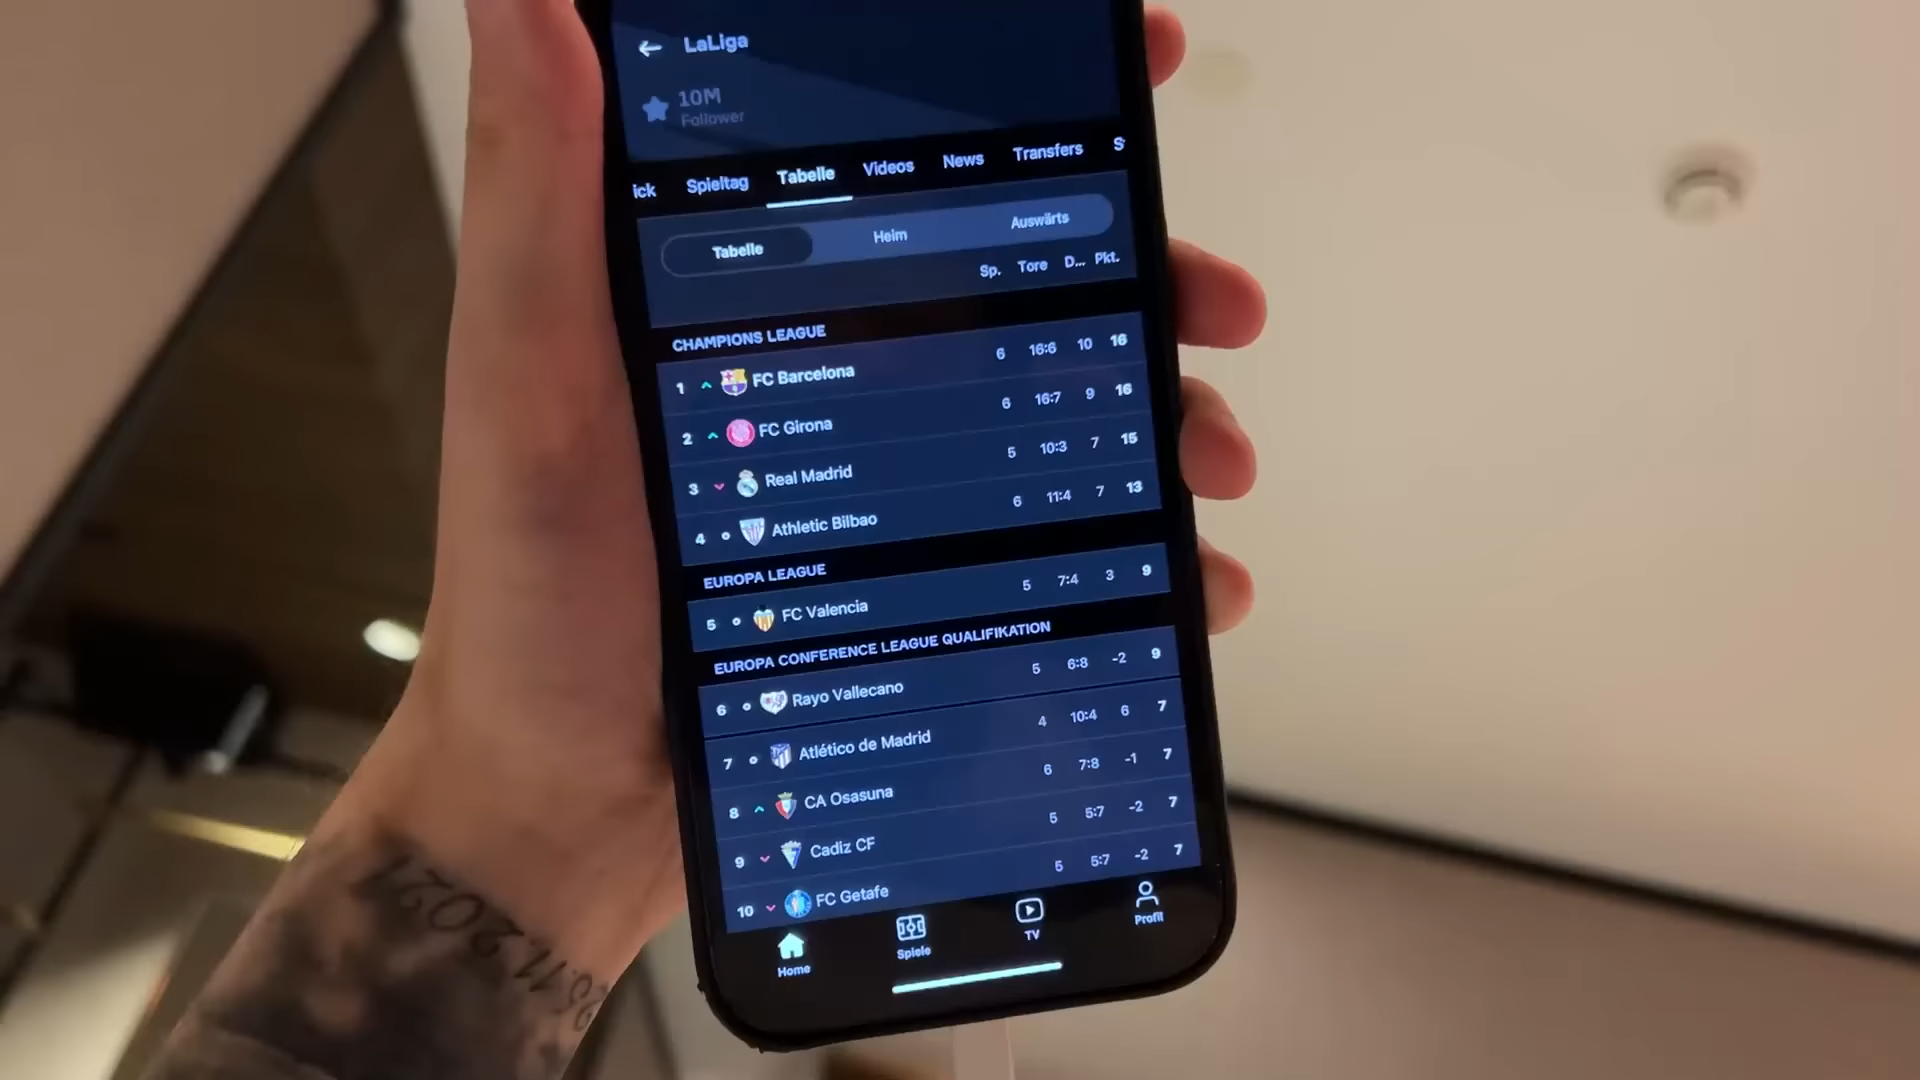 LaLiga
10M
Follower
ick Spieltag Tabelle Videos News Transfers S
Tabelle Heim Auswärts
Sp. Tore D... Pkt.
CHAMPIONS LEAGUE
1 FC Barcelona 6 16:6 10 16
2 FC Girona 6 16:7 9 16
3 Real Madrid 5 10:3 7 15
4 Athletic Bilbao 6 11:4 7 13
EUROPA LEAGUE
5 FC Valencia 5 7:4 3 9
EUROPA CONFERENCE LEAGUE QUALIFIKATION
6 Rayo Vallecano 5 6:8 -2 9
7 Atlético de Madrid 4 10:4 6 7
8 CA Osasuna 6 7:8 -1 7
9 Cadiz CF 5 5:7 -2 7
10 FC Getafe 5 5:7 -2 7
Home Spiele TV Profil